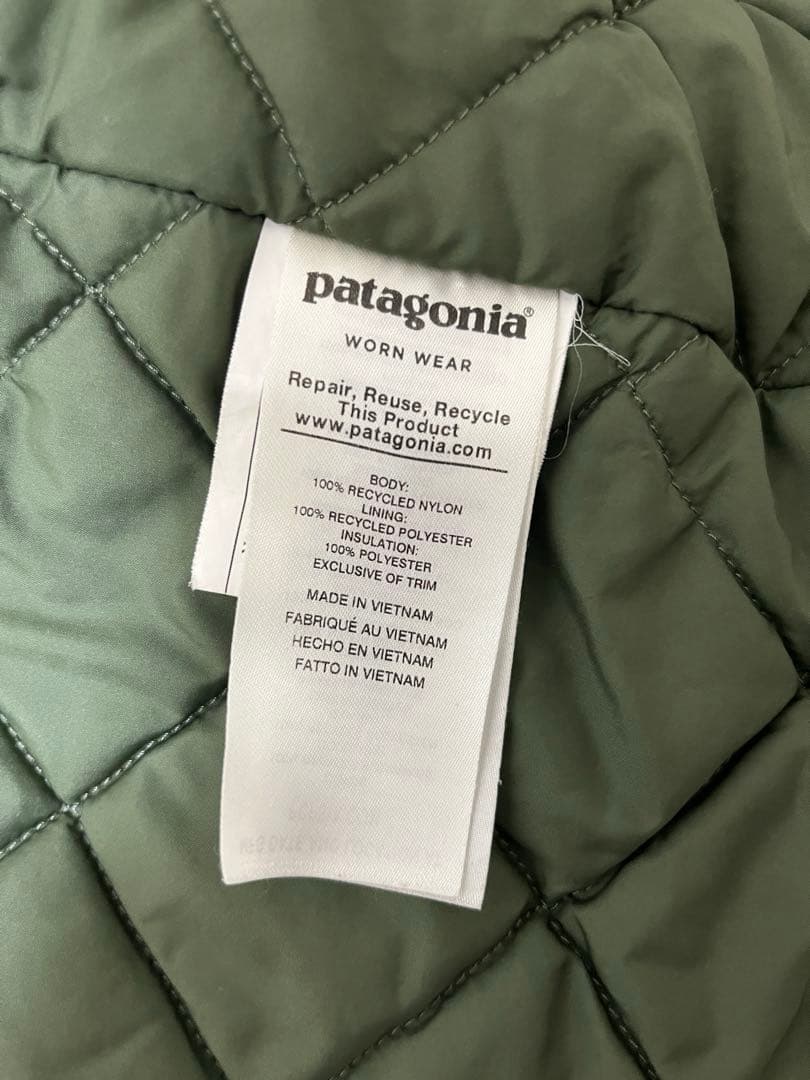 patagonia®
WORN WEAR
Repair, Reuse, Recycle
This Product
www.patagonia.com
BODY:
100% RECYCLED NYLON
LINING:
100% RECYCLED POLYESTER
INSULATION:
100% POLYESTER
EXCLUSIVE OF TRIM
MADE IN VIETNAM
FABRIQUÉ AU VIETNAM
HECHO EN VIETNAM
FATTO IN VIETNAM